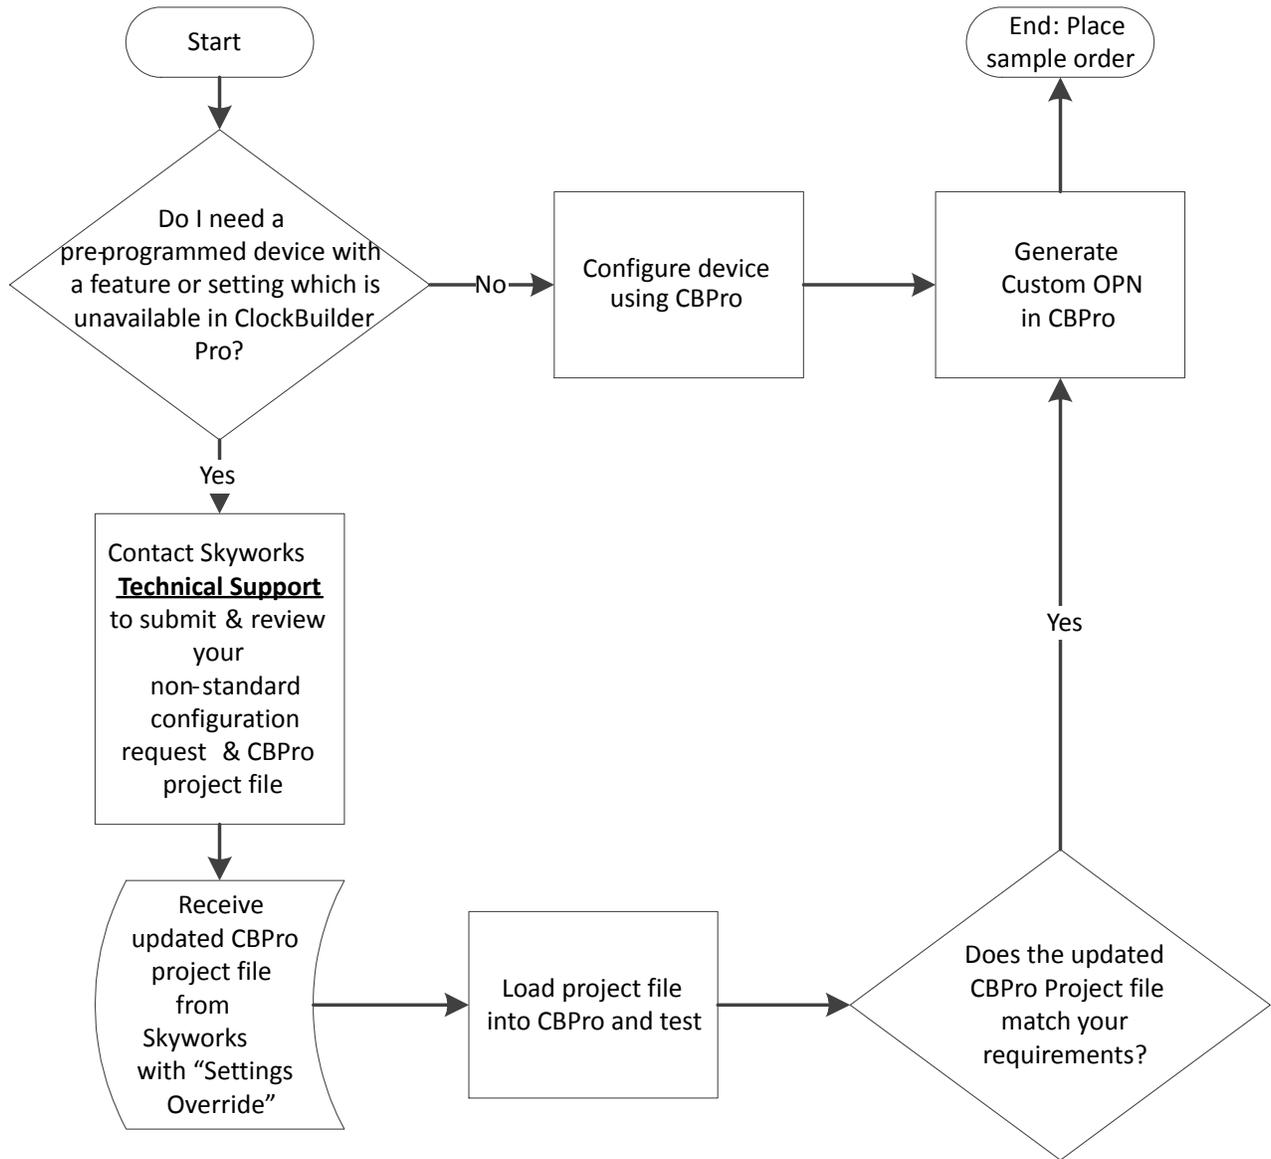 Start
End: Place
sample order
Do I need a
pre-programmed device with
a feature or setting which is
unavailable in ClockBuilder
Pro?
No
Configure device
using CBPro
Generate
Custom OPN
in CBPro
Yes
Contact Skyworks
Technical Support
to submit & review
your
non-standard
configuration
request & CBPro
project file
Yes
Receive
updated CBPro
project file
from
Skyworks
with “Settings
Override”
Load project file
into CBPro and test
Does the updated
CBPro Project file
match your
requirements?